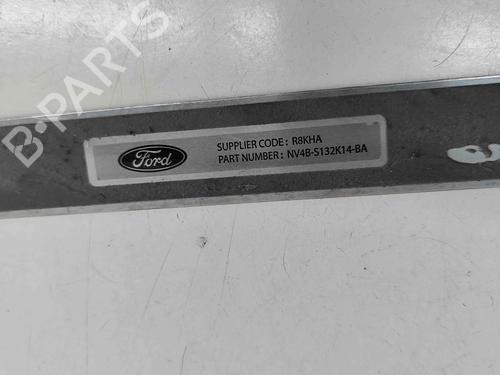 B-PARTS
Ford
SUPPLIER CODE: R8KHA
PART NUMBER: NV4B-S132K14-BA